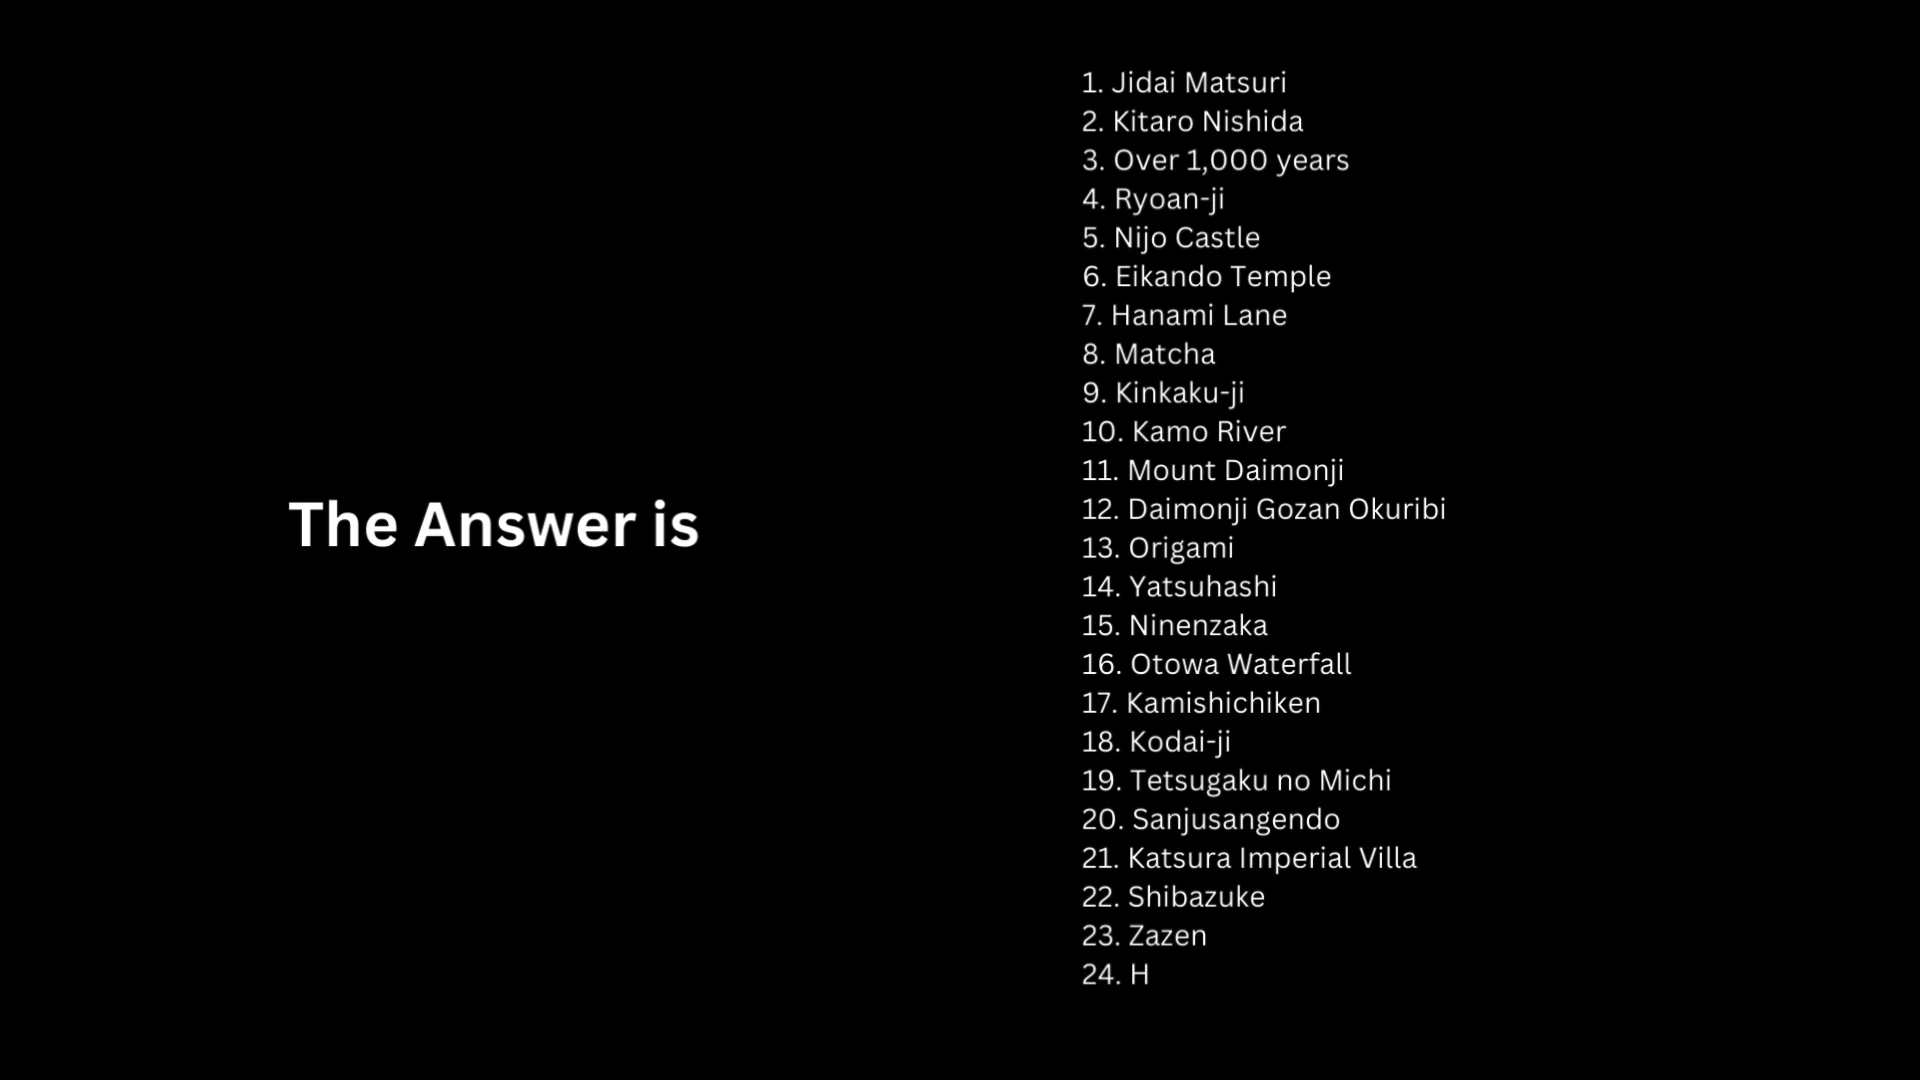 The Answer is
1. Jidai Matsuri
2. Kitaro Nishida
3. Over 1,000 years
4. Ryoan-ji
5. Nijo Castle
6. Eikando Temple
7. Hanami Lane
8. Matcha
9. Kinkaku-ji
10. Kamo River
11. Mount Daimonji
12. Daimonji Gozan Okuribi
13. Origami
14. Yatsuhashi
15. Ninenzaka
16. Otowa Waterfall
17. Kamishichiken
18. Kodai-ji
19. Tetsugaku no Michi
20. Sanjusangendo
21. Katsura Imperial Villa
22. Shibazuke
23. Zazen
24. H